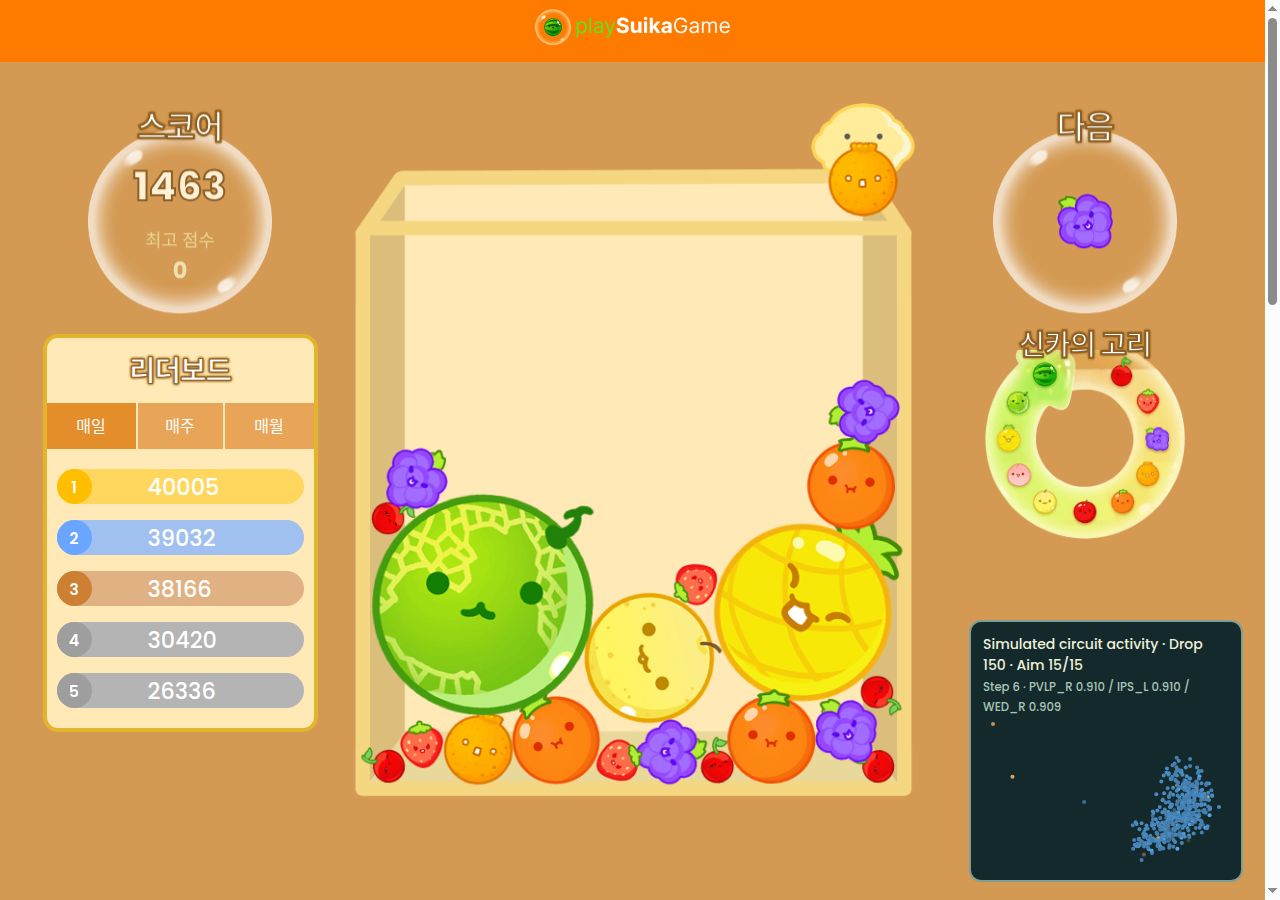 playSuikaGame
스코어
1463
최고 점수
0
리더보드
매일 매주 매월
1 40005
2 39032
3 38166
4 30420
5 26336
다음
신카의 고리
Simulated circuit activity · Drop
150 · Aim 15/15
Step 6 · PVLP_R 0.910 / IPS_L 0.910 /
WED_R 0.909